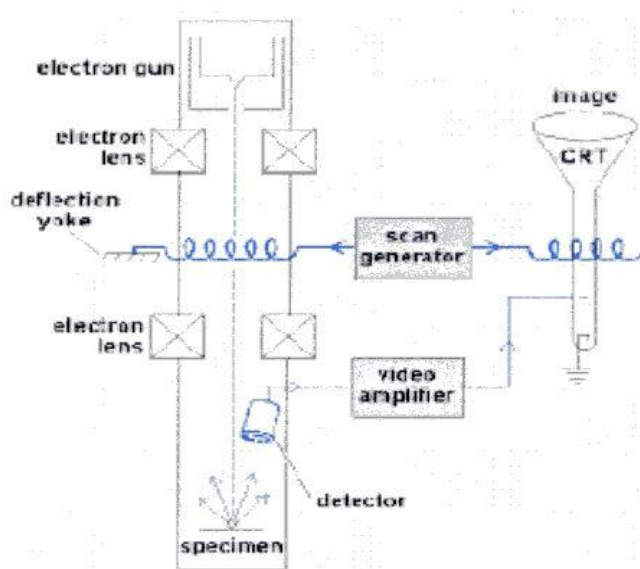 electron gun
image
electron
lens
CRT
deflection
yoke
scan
generator
electron
lens
video
amplifier
detector
specimen